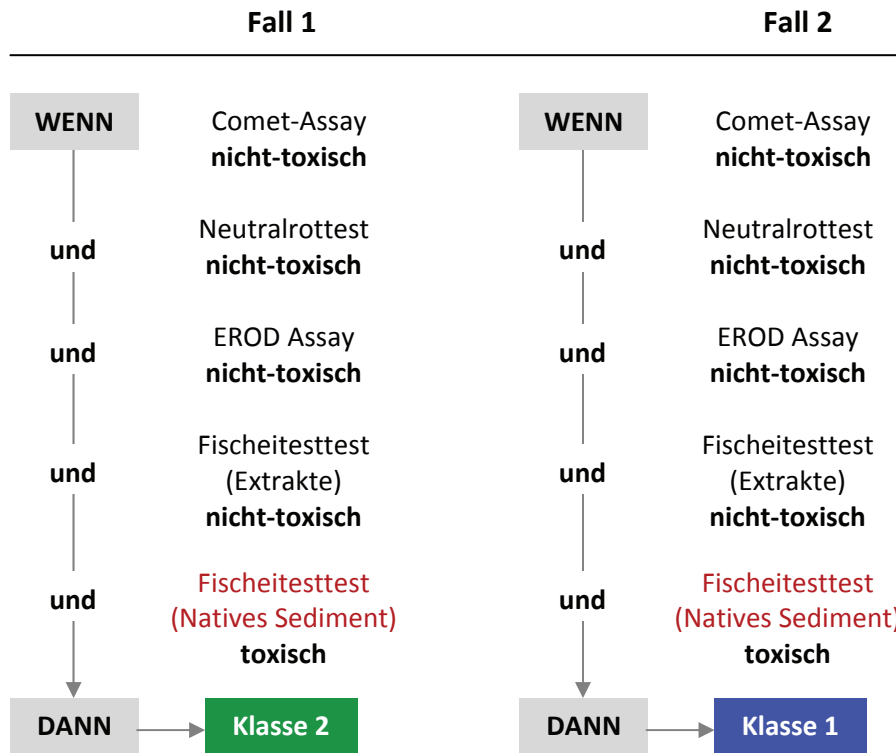 Fall 1
Fall 2
WENN
Comet-Assay
nicht-toxisch
und
Neutralrottest
nicht-toxisch
und
EROD Assay
nicht-toxisch
und
Fischeitesttest
(Extrakte)
nicht-toxisch
und
Fischeitesttest
(Natives Sediment)
toxisch
DANN
Klasse 2
WENN
Comet-Assay
nicht-toxisch
und
Neutralrottest
nicht-toxisch
und
EROD Assay
nicht-toxisch
und
Fischeitesttest
(Extrakte)
nicht-toxisch
und
Fischeitesttest
(Natives Sediment)
toxisch
DANN
Klasse 1